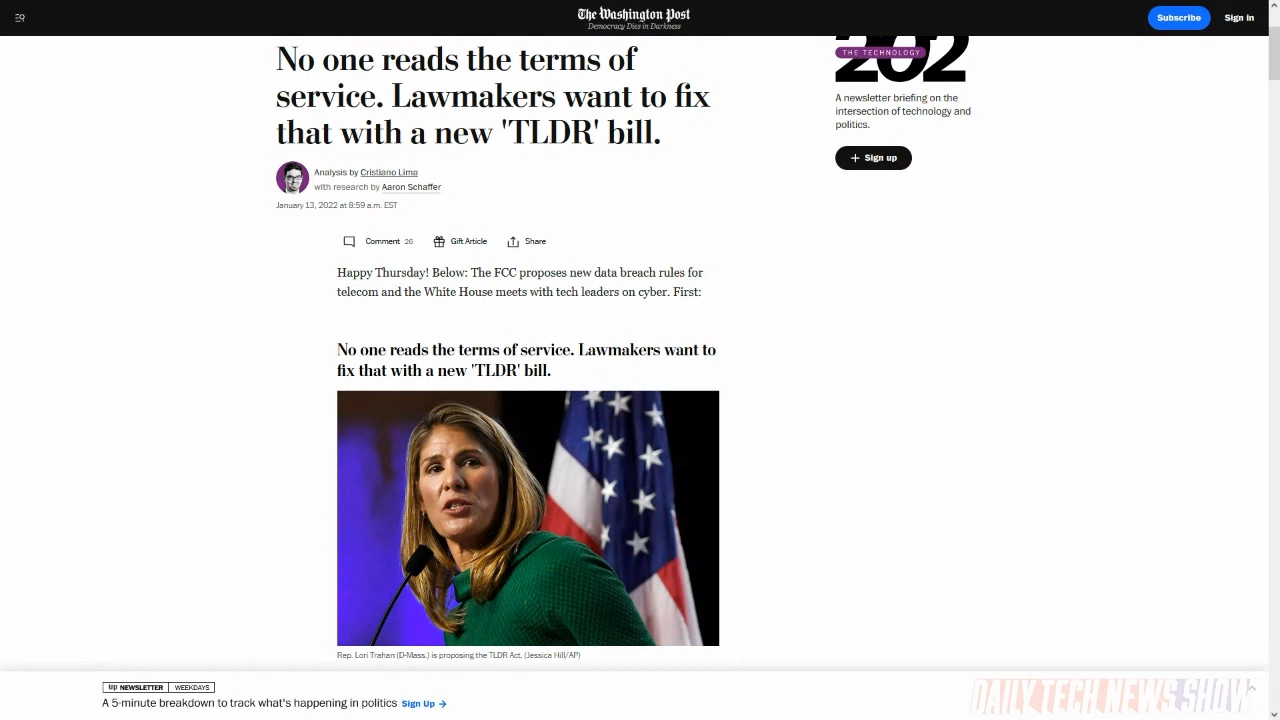 The Washington Post
Democracy Dies in Darkness
Subscribe
Sign in
No one reads the terms of
service. Lawmakers want to fix
that with a new 'TLDR' bill.
Analysis by Cristiano Lima
with research by Aaron Schaffer
January 13, 2022 at 8:59 a.m. EST
THE TECHNOLOGY
202
A newsletter briefing on the
intersection of technology and
politics.
+ Sign up
Comment 26
Gift Article
Share
Happy Thursday! Below: The FCC proposes new data breach rules for
telecom and the White House meets with tech leaders on cyber. First:
No one reads the terms of service. Lawmakers want to
fix that with a new 'TLDR' bill.
Rep. Lori Trahan (D-Mass.) is proposing the TLDR Act. (Jessica Hill/AP)
wp NEWSLETTER WEEKDAYS
A 5-minute breakdown to track what's happening in politics Sign Up →
DAILY TECH NEWS SHOW